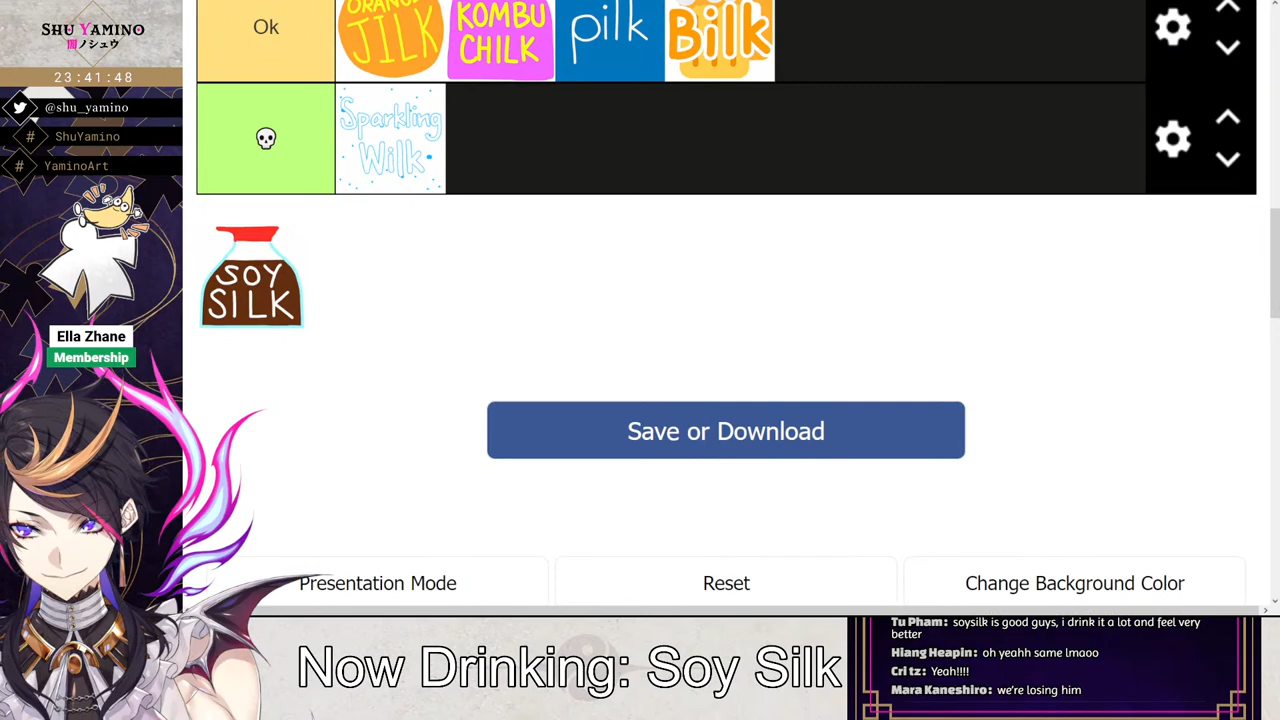 SHU YAMINO
闇ノシュウ
23:41:48
@shu_yamino
# ShuYamino
# YaminoArt
Ella Zhane
Membership
Ok
ORANGE
JILK
KOMBU
CHILK
pilk
Bilk
Sparkling
Wilk
SOY
SILK
Save or Download
Presentation Mode
Reset
Change Background Color
Now Drinking: Soy Silk
Tu Pham: soysilk is good guys, i drink it a lot and feel very
better
Hiang Heapin: oh yeahh same lmaoo
Cri tz: Yeah!!!!
Mara Kaneshiro: we're losing him